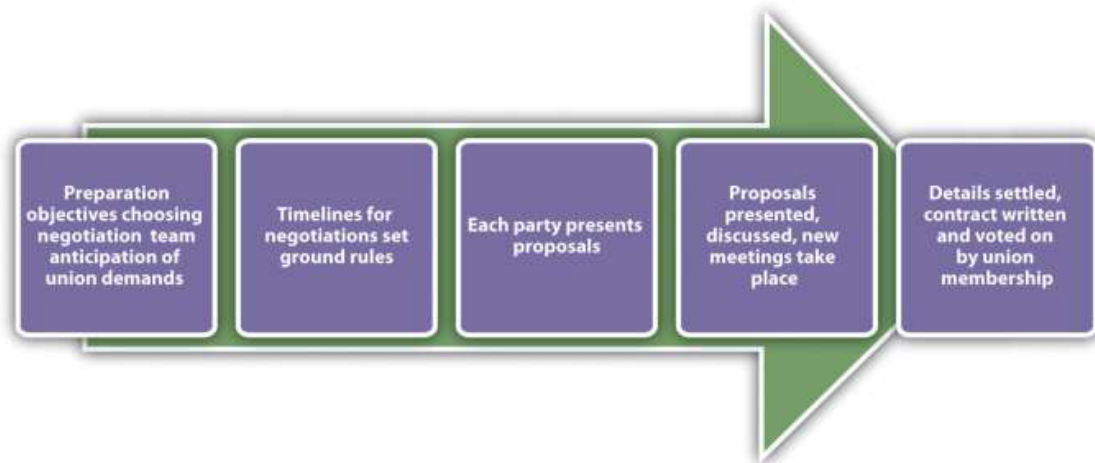 Preparation
objectives choosing
negotiation team
anticipation of
union demands
Timelines for
negotiations set
ground rules
Each party presents
proposals
Proposals
presented,
discussed, new
meetings take
place
Details settled,
contract written
and voted on
by union
membership